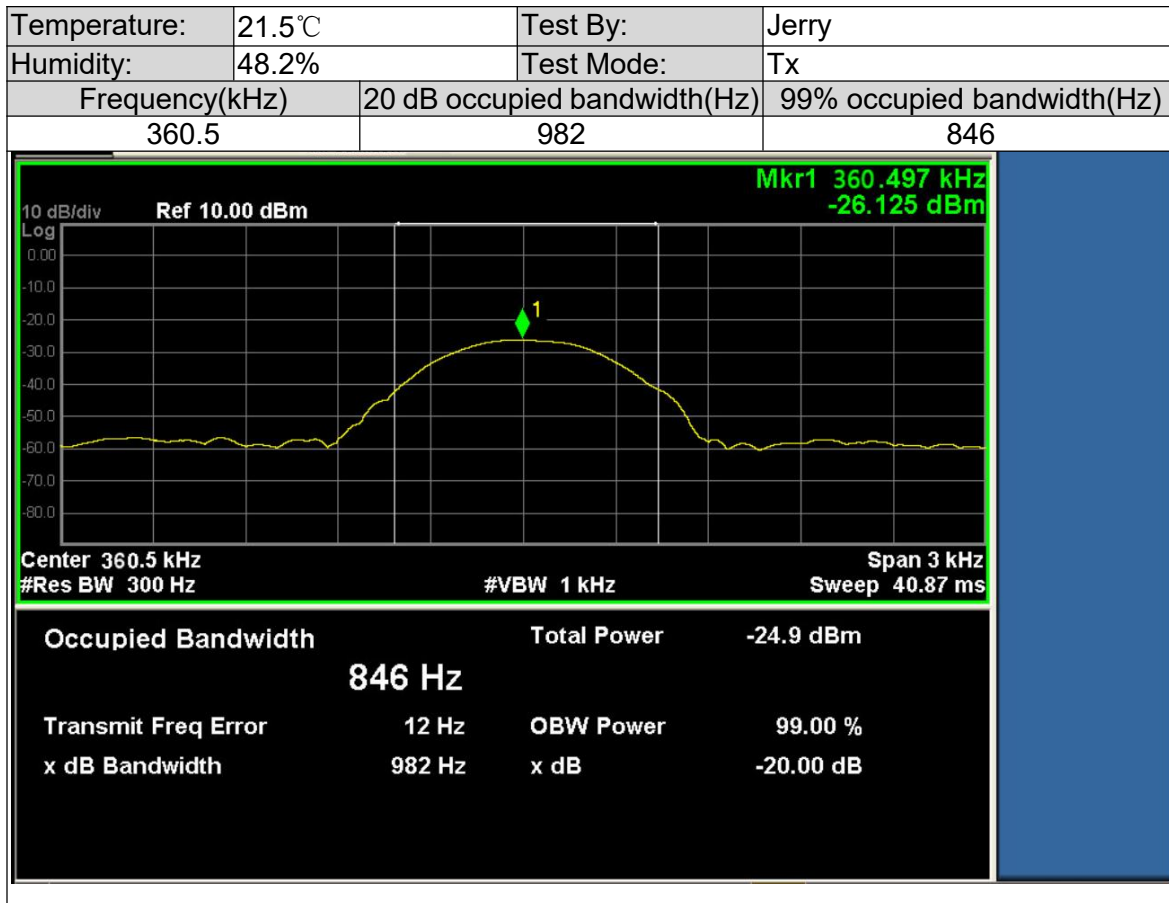 Temperature: 21.5℃ Test By: Jerry
Humidity: 48.2% Test Mode: Tx
Frequency(kHz) 20 dB occupied bandwidth(Hz) 99% occupied bandwidth(Hz)
360.5 982 846
Mkr1 360.497 kHz
10 dB/div Ref 10.00 dBm -26.125 dBm
Log
0.00
-10.0
1
-20.0
-30.0
-40.0
-50.0
-60.0
-70.0
-80.0
Center 360.5 kHz Span 3 kHz
#Res BW 300 Hz #VBW 1 kHz Sweep 40.87 ms
Occupied Bandwidth Total Power -24.9 dBm
846 Hz
Transmit Freq Error 12 Hz OBW Power 99.00 %
x dB Bandwidth 982 Hz x dB -20.00 dB